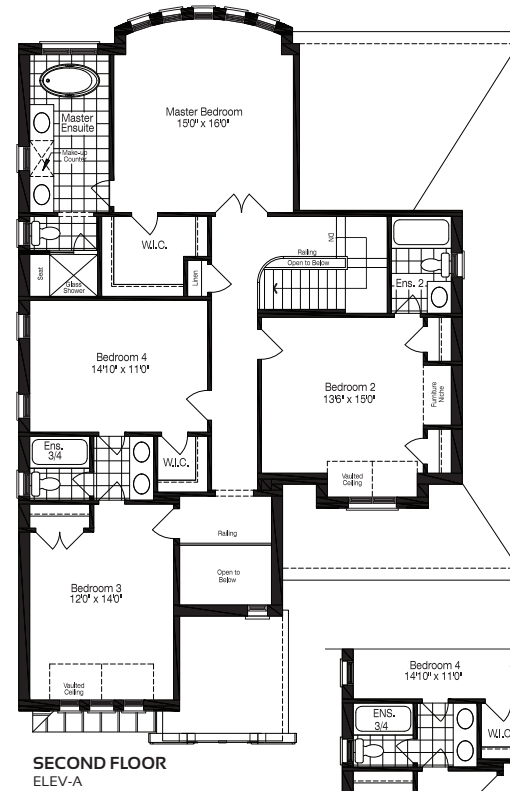 Master Bedroom
15'0" x 16'0"
Master
Ensuite
Make-up
Counter
W.I.C.
Linen
Seat
Glass
Shower
DN
Railing
Open to Below
Ens. 2
Bedroom 4
14'10" x 11'0"
Bedroom 2
13'6" x 15'0"
Furniture
Niche
Ens.
3/4
W.I.C.
Vaulted
Ceiling
Railing
Open to
Below
Bedroom 3
12'0" x 14'0"
Vaulted
Ceiling
SECOND FLOOR
ELEV-A
Bedroom 4
14'10" x 11'0"
ENS.
3/4
W.I.C